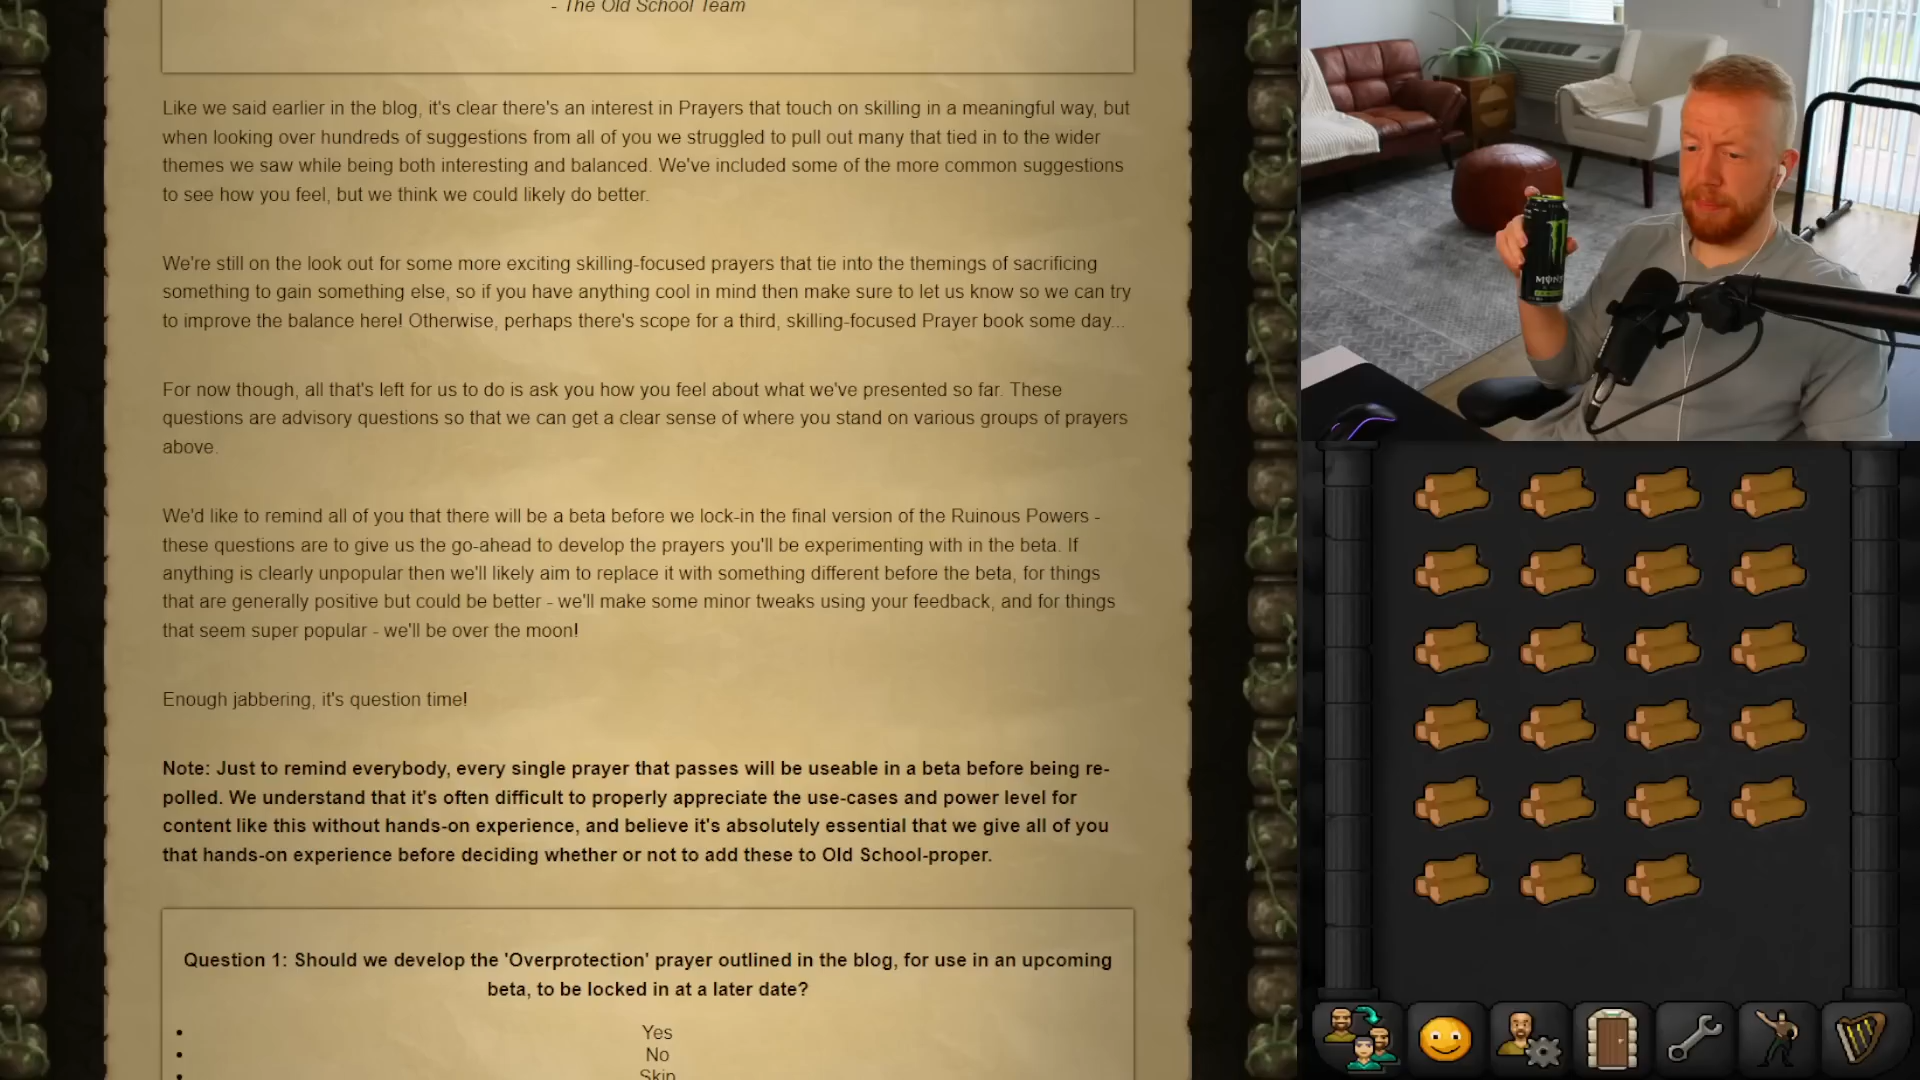 - The Old School Team
Like we said earlier in the blog, it's clear there's an interest in Prayers that touch on skilling in a meaningful way, but
when looking over hundreds of suggestions from all of you we struggled to pull out many that tied in to the wider
themes we saw while being both interesting and balanced. We've included some of the more common suggestions
to see how you feel, but we think we could likely do better.
We're still on the look out for some more exciting skilling-focused prayers that tie into the themings of sacrificing
something to gain something else, so if you have anything cool in mind then make sure to let us know so we can try
to improve the balance here! Otherwise, perhaps there's scope for a third, skilling-focused Prayer book some day...
For now though, all that's left for us to do is ask you how you feel about what we've presented so far. These
questions are advisory questions so that we can get a clear sense of where you stand on various groups of prayers
above.
We'd like to remind all of you that there will be a beta before we lock-in the final version of the Ruinous Powers -
these questions are to give us the go-ahead to develop the prayers you'll be experimenting with in the beta. If
anything is clearly unpopular then we'll likely aim to replace it with something different before the beta, for things
that are generally positive but could be better - we'll make some minor tweaks using your feedback, and for things
that seem super popular - we'll be over the moon!
Enough jabbering, it's question time!
Note: Just to remind everybody, every single prayer that passes will be useable in a beta before being re-
polled. We understand that it's often difficult to properly appreciate the use-cases and power level for
content like this without hands-on experience, and believe it's absolutely essential that we give all of you
that hands-on experience before deciding whether or not to add these to Old School-proper.
Question 1: Should we develop the 'Overprotection' prayer outlined in the blog, for use in an upcoming
beta, to be locked in at a later date?
• Yes
• No
• Skip